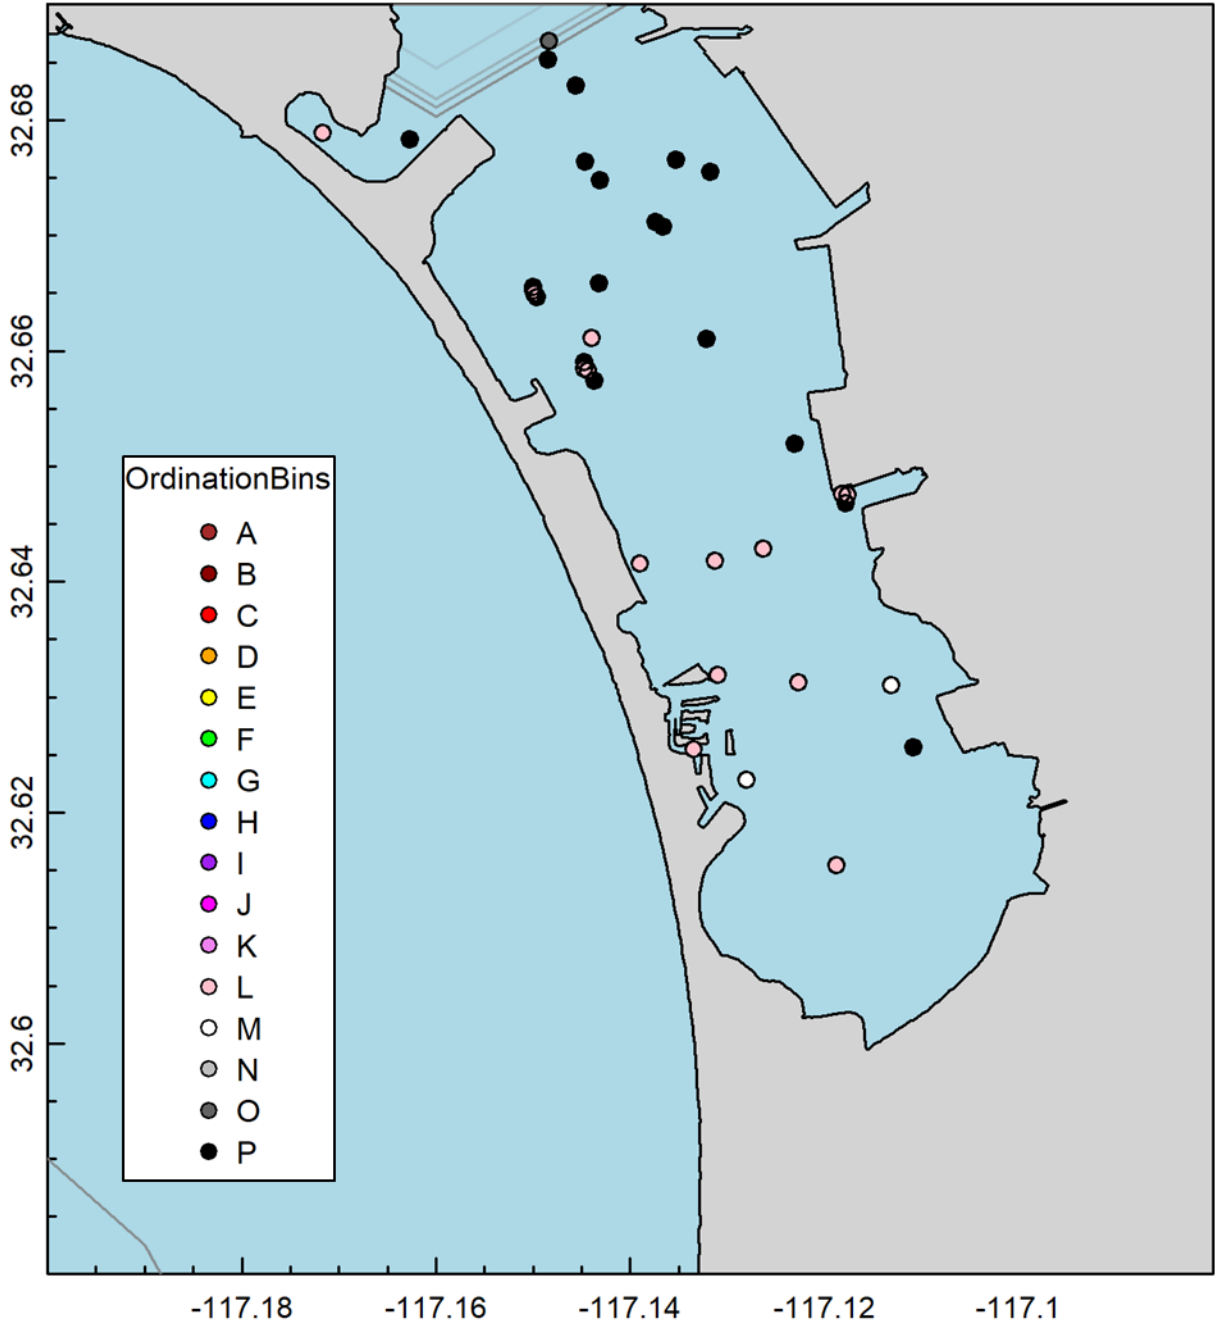 32.68
32.66
32.64
32.62
32.6
OrdinationBins
A
B
C
D
E
F
G
H
I
J
K
L
M
N
O
P
-117.18
-117.16
-117.14
-117.12
-117.1